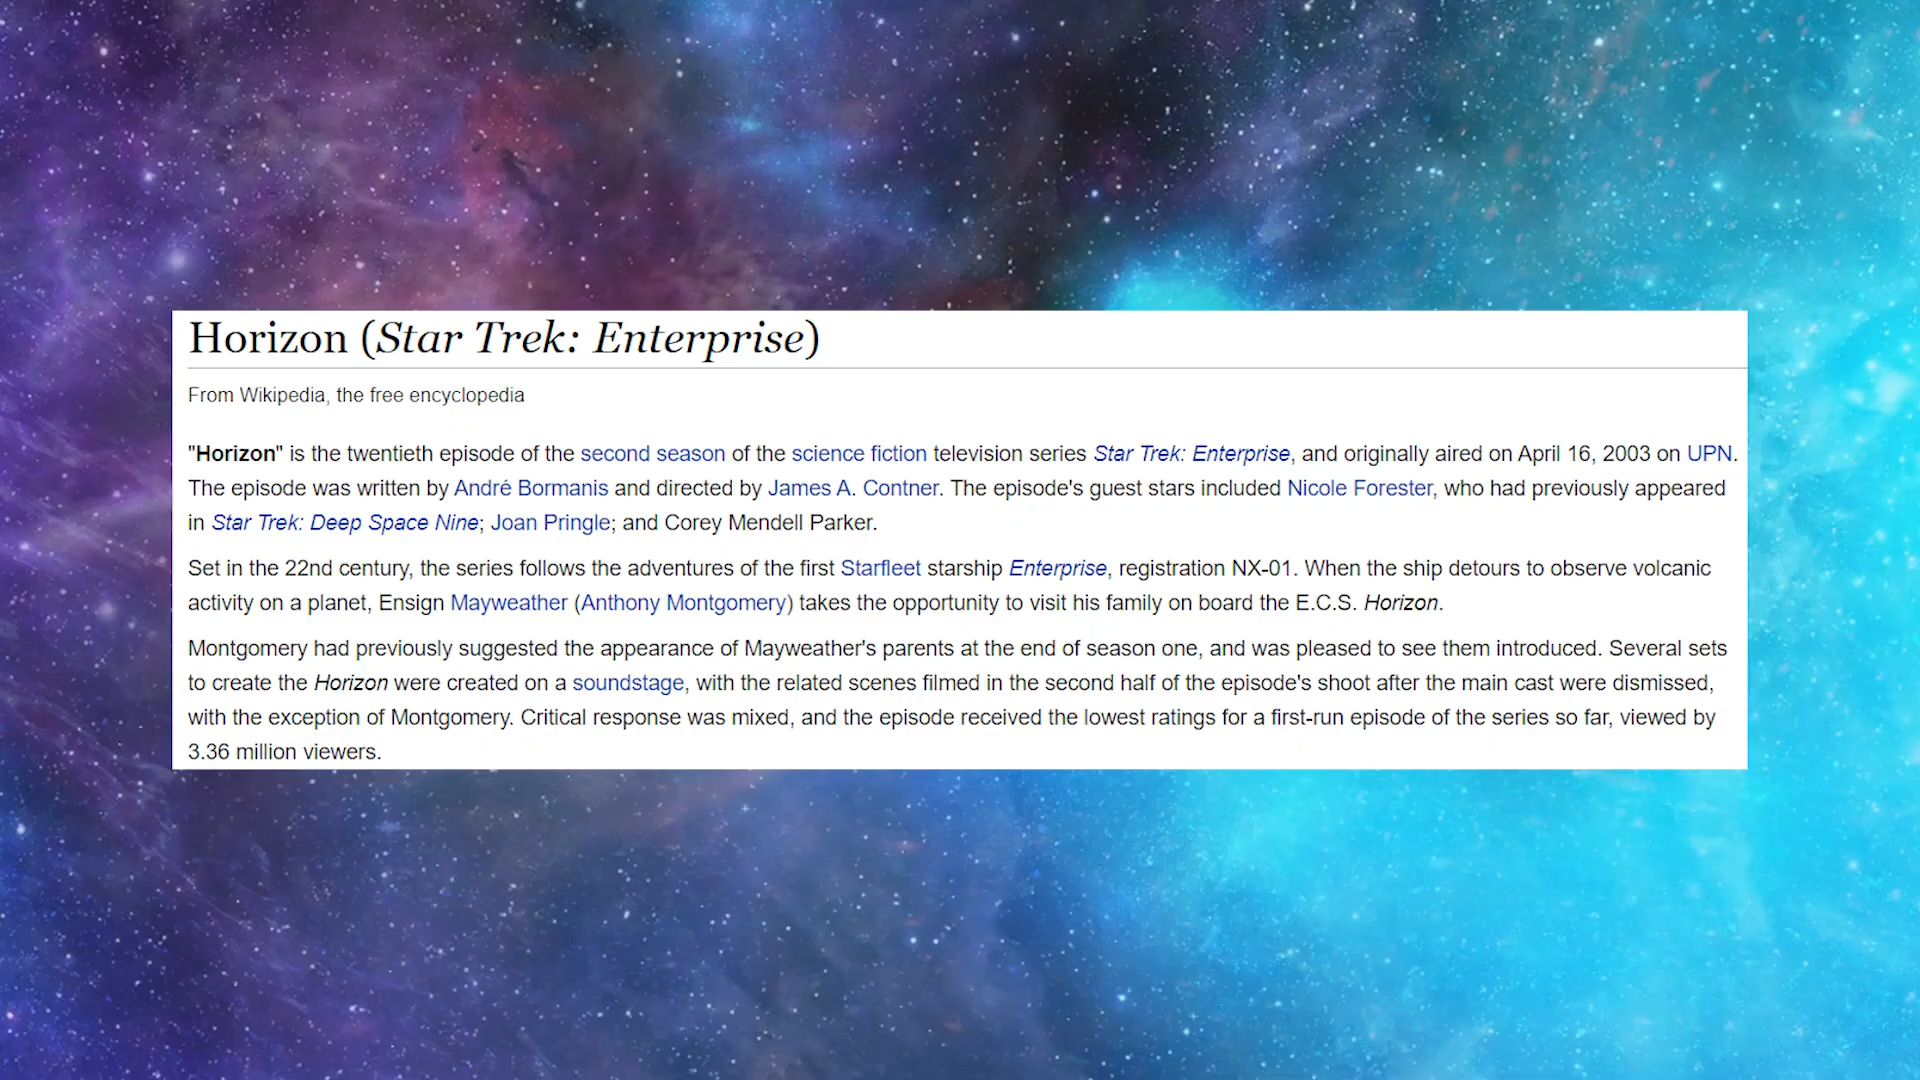 Horizon (Star Trek: Enterprise)
From Wikipedia, the free encyclopedia
"Horizon" is the twentieth episode of the second season of the science fiction television series Star Trek: Enterprise, and originally aired on April 16, 2003 on UPN.
The episode was written by André Bormanis and directed by James A. Contner. The episode's guest stars included Nicole Forester, who had previously appeared
in Star Trek: Deep Space Nine; Joan Pringle; and Corey Mendell Parker.
Set in the 22nd century, the series follows the adventures of the first Starfleet starship Enterprise, registration NX-01. When the ship detours to observe volcanic
activity on a planet, Ensign Mayweather (Anthony Montgomery) takes the opportunity to visit his family on board the E.C.S. Horizon.
Montgomery had previously suggested the appearance of Mayweather's parents at the end of season one, and was pleased to see them introduced. Several sets
to create the Horizon were created on a soundstage, with the related scenes filmed in the second half of the episode's shoot after the main cast were dismissed,
with the exception of Montgomery. Critical response was mixed, and the episode received the lowest ratings for a first-run episode of the series so far, viewed by
3.36 million viewers.